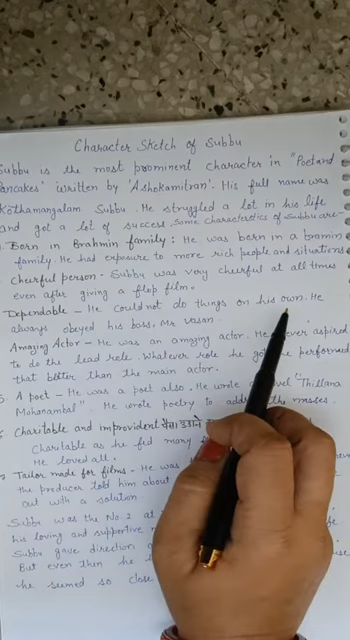 Character Sketch of Subbu
Subbu is the most prominent character in "Poet and
Pancakes" written by 'Ashokamitran'. His full name was
Kothamangalam Subbu. He struggled a lot in his life
and got a lot of success. Some characterstics of Subbu are-
1. Born in Brahmin family: He was born in a bramin
family. He had exposure to more rich people and situations
Cheerful person- Subbu was very cheerful at all times
even after giving a flop film.
Dependable - He could not do things on his own. He
always obeyed his boss, Mr Vasan.
Amazing Actor - He was an amazing actor. He never aspired
to do the lead role. Whatever role he got he performed
that better than the main actor.
5 A poet - He was a poet also. He wrote a "Thillana
Mohanambal". He wrote poetry to the masses.
Charitable and improvident
Charitable as he fed many
He loved all.
7 Tailor made for films - He was
the producer told him about
out with a solution
Subbu was the No. 2 at
his loving and supportive
Subbu gave direction
But even then he
he seemed so close